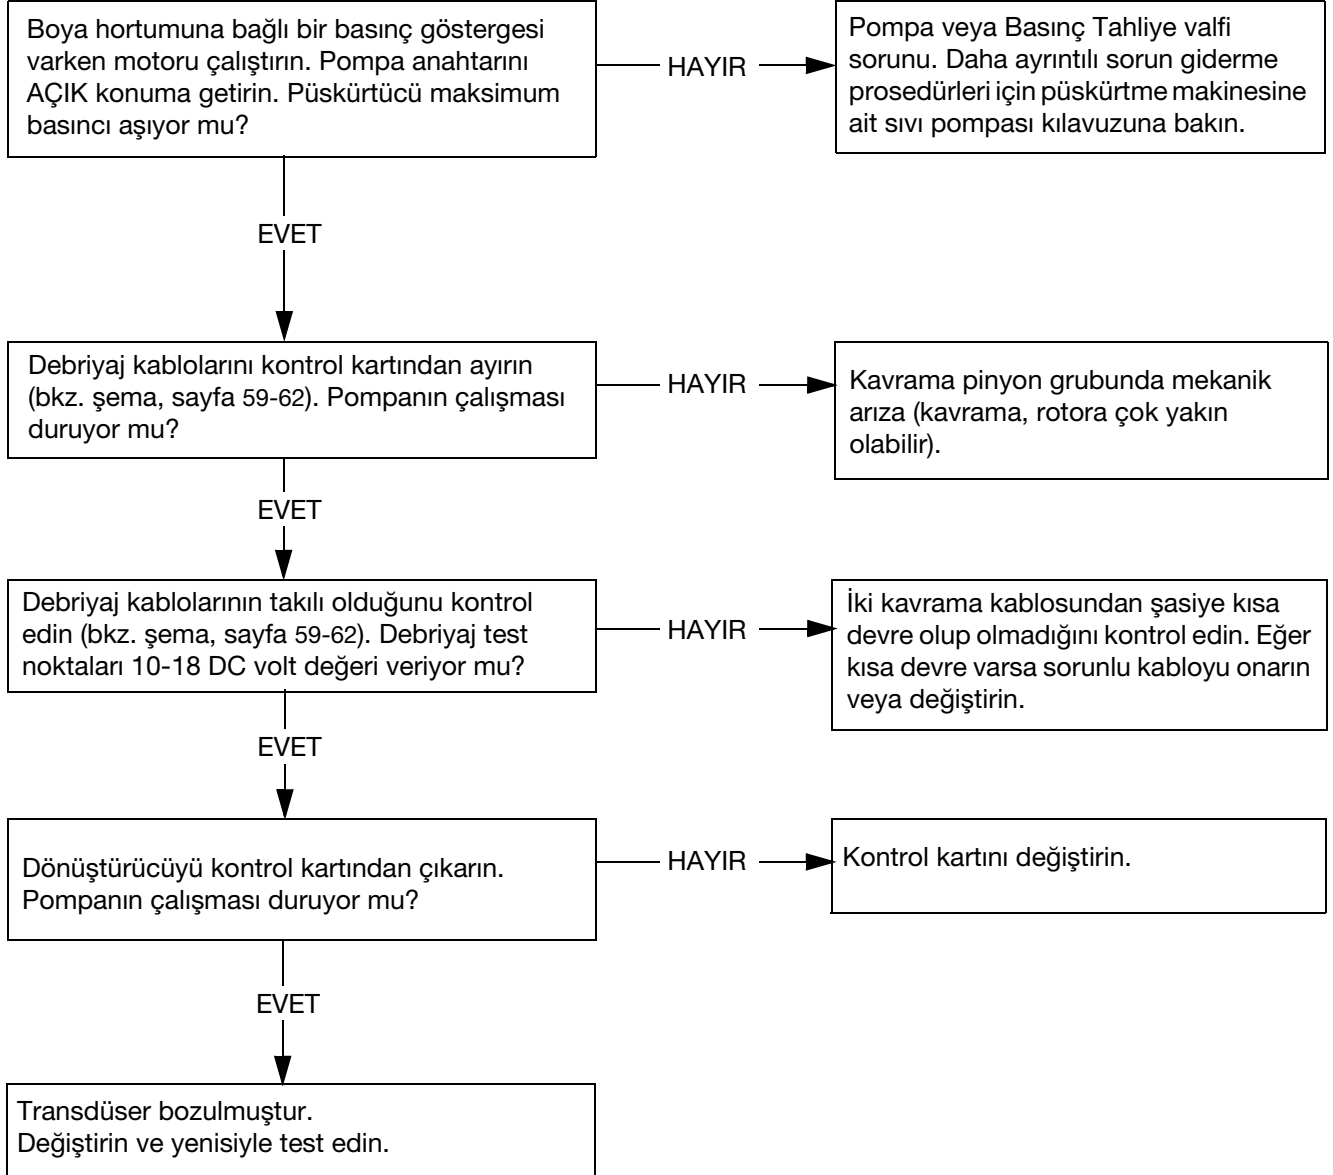 Boya hortumuna bağlı bir basınç göstergesi
varken motoru çalıştırın. Pompa anahtarını
AÇIK konuma getirin. Püskürtücü maksimum
basıncı aşıyor mu?
HAYIR
Pompa veya Basınç Tahliye valfi
sorunu. Daha ayrıntılı sorun giderme
prosedürleri için püskürtme makinesine
ait sıvı pompası kılavuzuna bakın.
EVET
Debriyaj kablolarını kontrol kartından ayırın
(bkz. şema, sayfa 59-62). Pompanın çalışması
duruyor mu?
HAYIR
Kavrama pinyon grubunda mekanik
arıza (kavrama, rotora çok yakın
olabilir).
EVET
Debriyaj kablolarının takılı olduğunu kontrol
edin (bkz. şema, sayfa 59-62). Debriyaj test
noktaları 10-18 DC volt değeri veriyor mu?
HAYIR
İki kavrama kablosundan şasiye kısa
devre olup olmadığını kontrol edin. Eğer
kısa devre varsa sorunlu kabloyu onarın
veya değiştirin.
EVET
Dönüştürücüyü kontrol kartından çıkarın.
Pompanın çalışması duruyor mu?
HAYIR
Kontrol kartını değiştirin.
EVET
Transdüser bozulmuştur.
Değiştirin ve yenisiyle test edin.